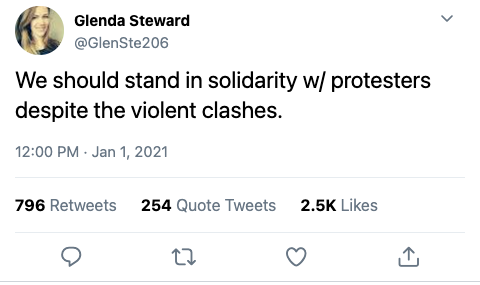 Glenda Steward
@GlenSte206
We should stand in solidarity w/ protesters
despite the violent clashes.
12:00 PM · Jan 1, 2021
796 Retweets 254 Quote Tweets 2.5K Likes